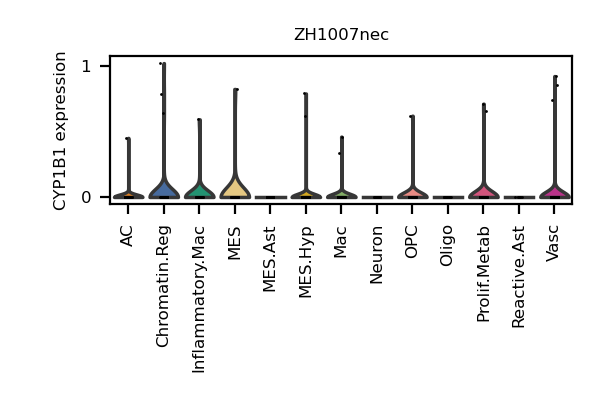 ZH1007nec
CYP1B1 expression
1
0
AC
Chromatin.Reg
Inflammatory.Mac
MES
MES.Ast
MES.Hyp
Mac
Neuron
OPC
Oligo
Prolif.Metab
Reactive.Ast
Vasc